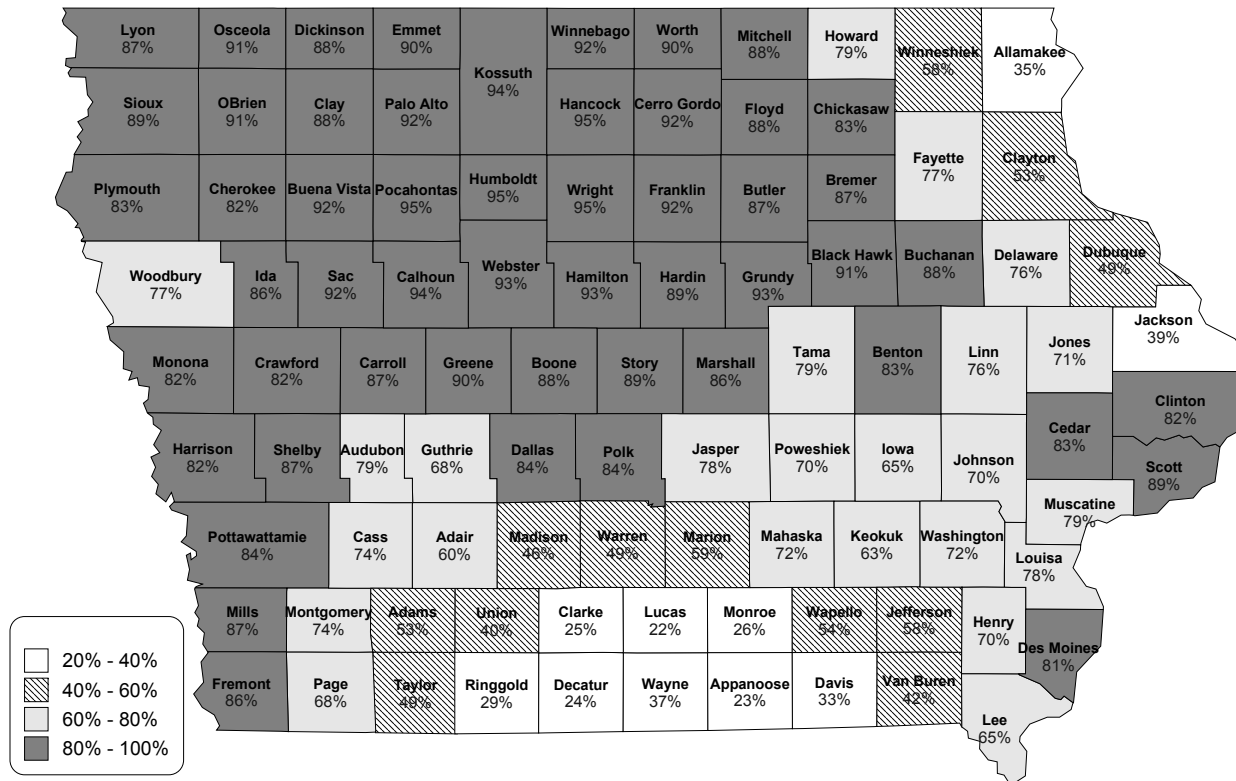 Lyon
87%
Osceola
91%
Dickinson
88%
Emmet
90%
Kossuth
94%
Winnebago
92%
Worth
90%
Mitchell
88%
Howard
79%
Winneshiek
58%
Allamakee
35%
Sioux
89%
OBrien
91%
Clay
88%
Palo Alto
92%
Hancock
95%
Cerro Gordo
92%
Floyd
88%
Chickasaw
83%
Fayette
77%
Clayton
53%
Plymouth
83%
Cherokee
82%
Buena Vista
92%
Pocahontas
95%
Humboldt
95%
Wright
95%
Franklin
92%
Butler
87%
Bremer
87%
Woodbury
77%
Ida
86%
Sac
92%
Calhoun
94%
Webster
93%
Hamilton
93%
Hardin
89%
Grundy
93%
Black Hawk
91%
Buchanan
88%
Delaware
76%
Dubuque
49%
Jackson
39%
Monona
82%
Crawford
82%
Carroll
87%
Greene
90%
Boone
88%
Story
89%
Marshall
86%
Tama
79%
Benton
83%
Linn
76%
Jones
71%
Clinton
82%
Harrison
82%
Shelby
87%
Audubon
79%
Guthrie
68%
Dallas
84%
Polk
84%
Jasper
78%
Poweshiek
70%
Iowa
65%
Johnson
70%
Cedar
83%
Scott
89%
Muscatine
79%
Pottawattamie
84%
Cass
74%
Adair
60%
Madison
46%
Warren
49%
Marion
59%
Mahaska
72%
Keokuk
63%
Washington
72%
Louisa
78%
Mills
87%
Montgomery
74%
Adams
53%
Union
40%
Clarke
25%
Lucas
22%
Monroe
26%
Wapello
54%
Jefferson
58%
Henry
70%
Des Moines
81%
Fremont
86%
Page
68%
Taylor
49%
Ringgold
29%
Decatur
24%
Wayne
37%
Appanoose
23%
Davis
33%
Van Buren
42%
Lee
65%
20% - 40%
40% - 60%
60% - 80%
80% - 100%